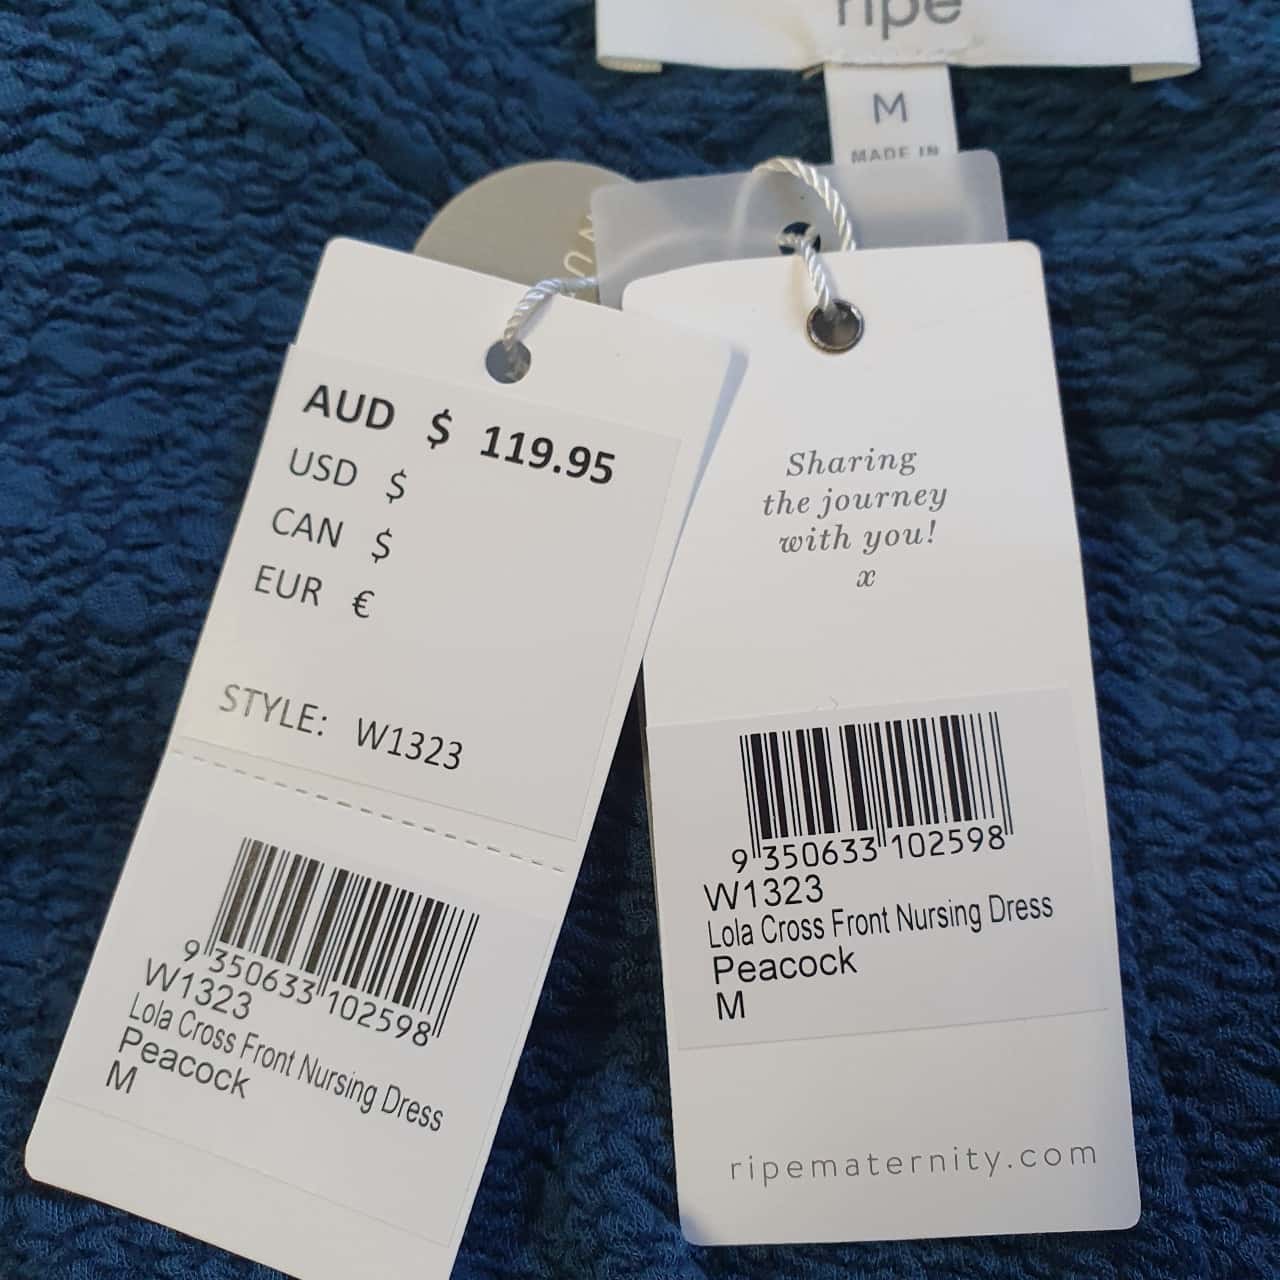 ripe
M
MADE IN
AUD $ 119.95
USD $
CAN $
EUR €
STYLE: W1323
9 350633 102598
W1323
Lola Cross Front Nursing Dress
Peacock
M
Sharing
the journey
with you!
x
9 350633 102598
W1323
Lola Cross Front Nursing Dress
Peacock
M
ripematernity.com